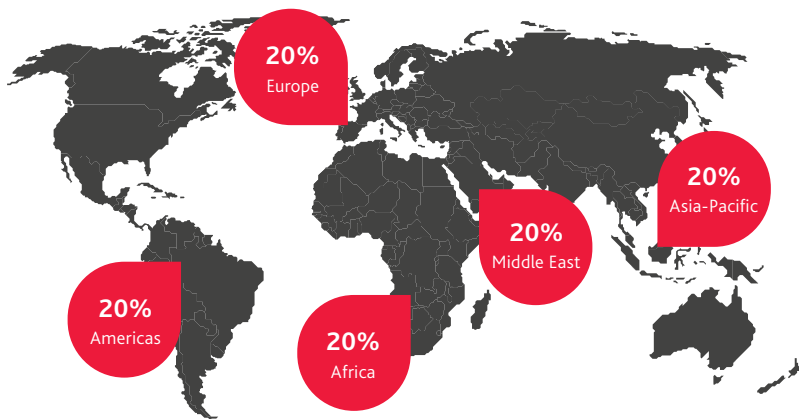 20%
Europe
20%
Asia-Pacific
20%
Middle East
20%
Americas
20%
Africa